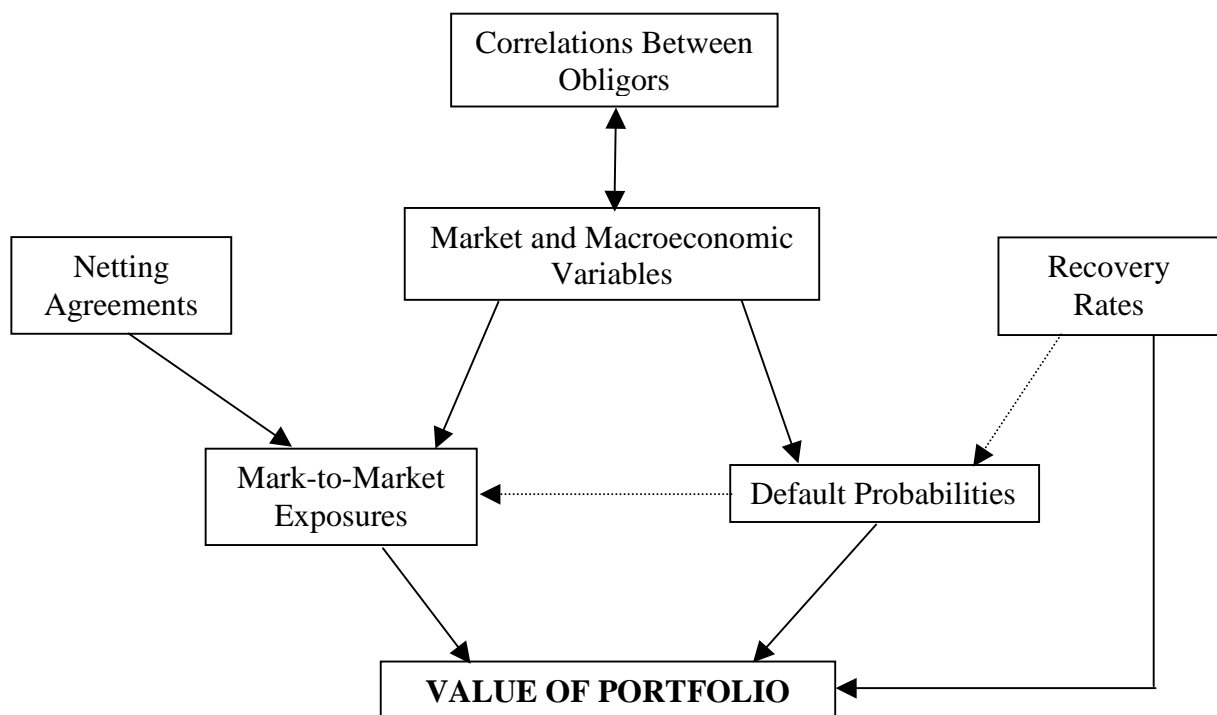 Correlations Between
Obligors
Market and Macroeconomic
Variables
Netting
Agreements
Recovery
Rates
Mark-to-Market
Exposures
Default Probabilities
VALUE OF PORTFOLIO